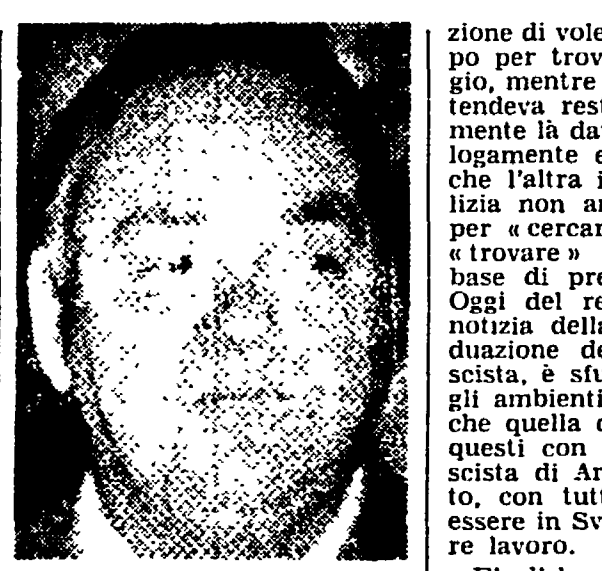 zione di vole
po per trov
gio, mentre
tendeva rest
mente là da
logamente e
che l'altra i
lizia non a
per « cercar
« trovare »
base di pre
Oggi del re
notizia della
duazione de
scista, è sfu
gli ambienti
che quella d
questi con
scista di Ar
to, con tutt
essere in Sv
re lavoro.